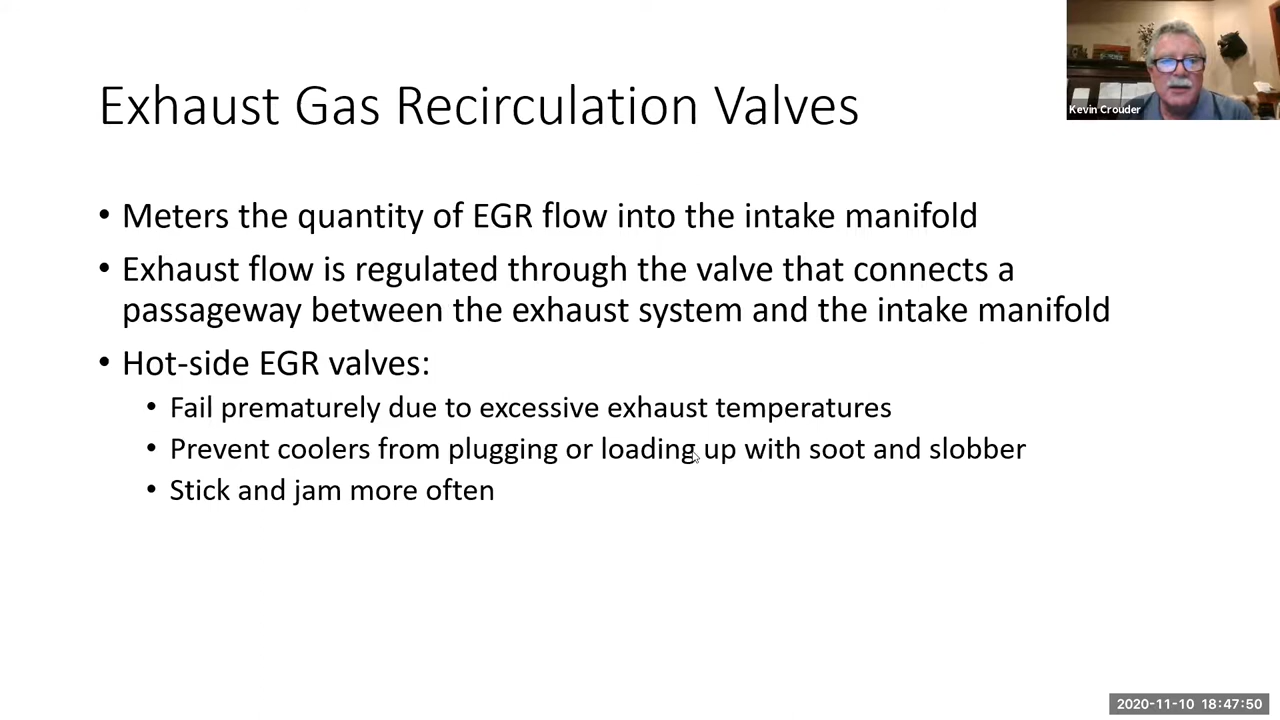 Exhaust Gas Recirculation Valves
Kevin Crouder
• Meters the quantity of EGR flow into the intake manifold
• Exhaust flow is regulated through the valve that connects a
passageway between the exhaust system and the intake manifold
• Hot-side EGR valves:
• Fail prematurely due to excessive exhaust temperatures
• Prevent coolers from plugging or loading up with soot and slobber
• Stick and jam more often
2020-11-10 18:47:50